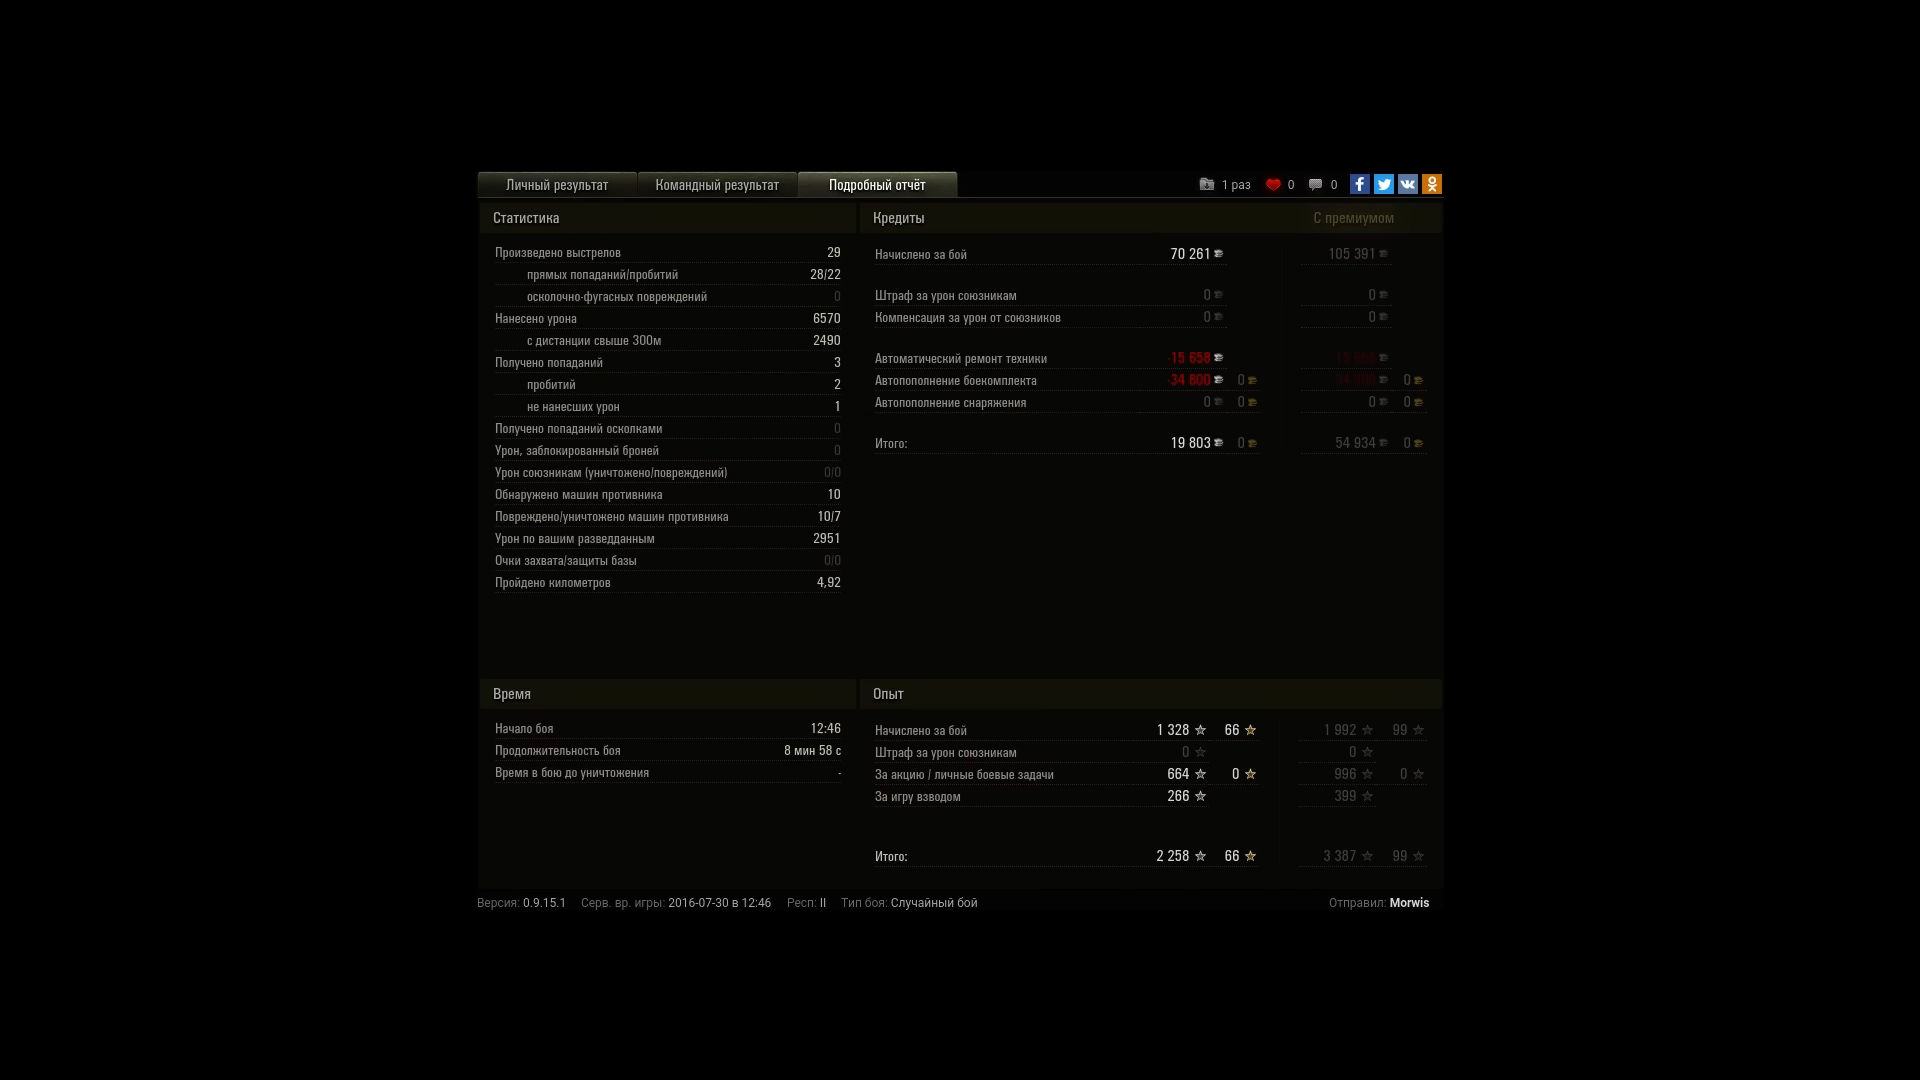 Личный результат Командный результат Подробный отчёт 1 раз 0 0
Статистика
Произведено выстрелов 29
прямых попаданий/пробитий 28/22
осколочно-фугасных повреждений 0
Нанесено урона 6570
с дистанции свыше 300м 2490
Получено попаданий 3
пробитий 2
не нанесших урон 1
Получено попаданий осколками 0
Урон, заблокированный броней 0
Урон союзникам (уничтожено/повреждений) 0/0
Обнаружено машин противника 10
Повреждено/уничтожено машин противника 10/7
Урон по вашим разведданным 2951
Очки захвата/защиты базы 0/0
Пройдено километров 4,92
Кредиты С премиумом
Начислено за бой 70 261 105 391
Штраф за урон союзникам 0 0
Компенсация за урон от союзников 0 0
Автоматический ремонт техники -15 658
Автопополнение боекомплекта -34 800 0 0
Автопополнение снаряжения 0 0 0 0
Итого: 19 803 0 54 934 0
Время
Начало боя 12:46
Продолжительность боя 8 мин 58 с
Время в бою до уничтожения -
Опыт
Начислено за бой 1 328 66 1 992 99
Штраф за урон союзникам 0 0
За акцию / личные боевые задачи 664 0 996 0
За игру взводом 266 399
Итого: 2 258 66 3 387 99
Версия: 0.9.15.1 Серв. вр. игры: 2016-07-30 в 12:46 Респ: II Тип боя: Случайный бой Отправил: Morwis